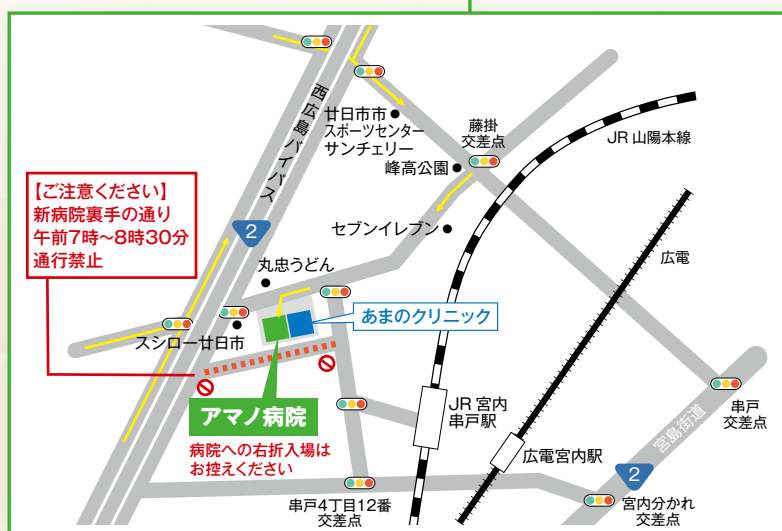 西広島バイパス
廿日市市
スポーツセンター
サンチェリー
藤掛
交差点
JR山陽本線
峰高公園
【ご注意ください】
新病院裏手の通り
午前7時～8時30分
通行禁止
2
セブンイレブン
広電
丸忠うどん
あまのクリニック
スシロー廿日市
アマノ病院
病院への右折入場は
お控えください
JR宮内
串戸駅
串戸
交差点
宮島街道
広電宮内駅
2
串戸4丁目12番
交差点
宮内分かれ
交差点